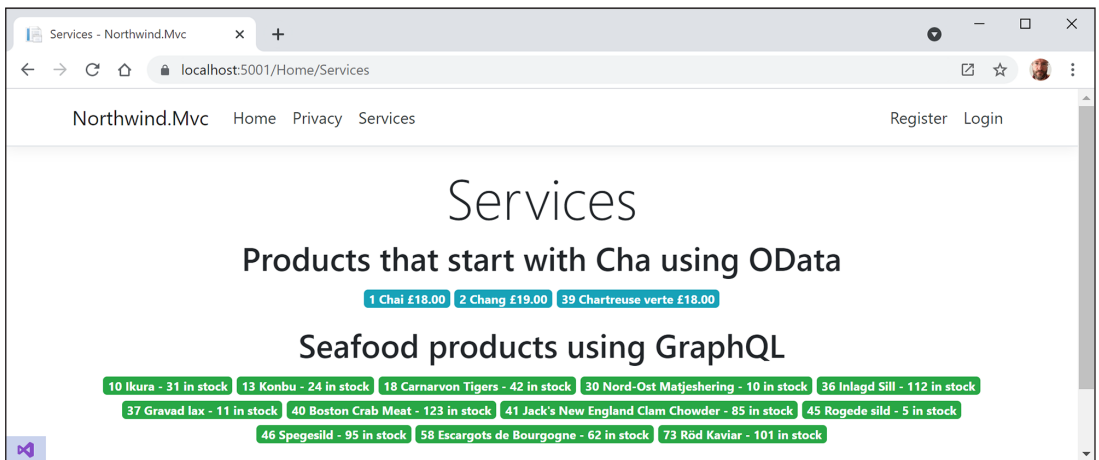 Services - Northwind.Mvc
localhost:5001/Home/Services
Northwind.Mvc Home Privacy Services Register Login
Services
Products that start with Cha using OData
1 Chai £18.00 2 Chang £19.00 39 Chartreuse verte £18.00
Seafood products using GraphQL
10 Ikura - 31 in stock 13 Konbu - 24 in stock 18 Carnarvon Tigers - 42 in stock 30 Nord-Ost Matjeshering - 10 in stock 36 Inlagd Sill - 112 in stock
37 Gravad lax - 11 in stock 40 Boston Crab Meat - 123 in stock 41 Jack's New England Clam Chowder - 85 in stock 45 Rogede sild - 5 in stock
46 Spegesild - 95 in stock 58 Escargots de Bourgogne - 62 in stock 73 Röd Kaviar - 101 in stock